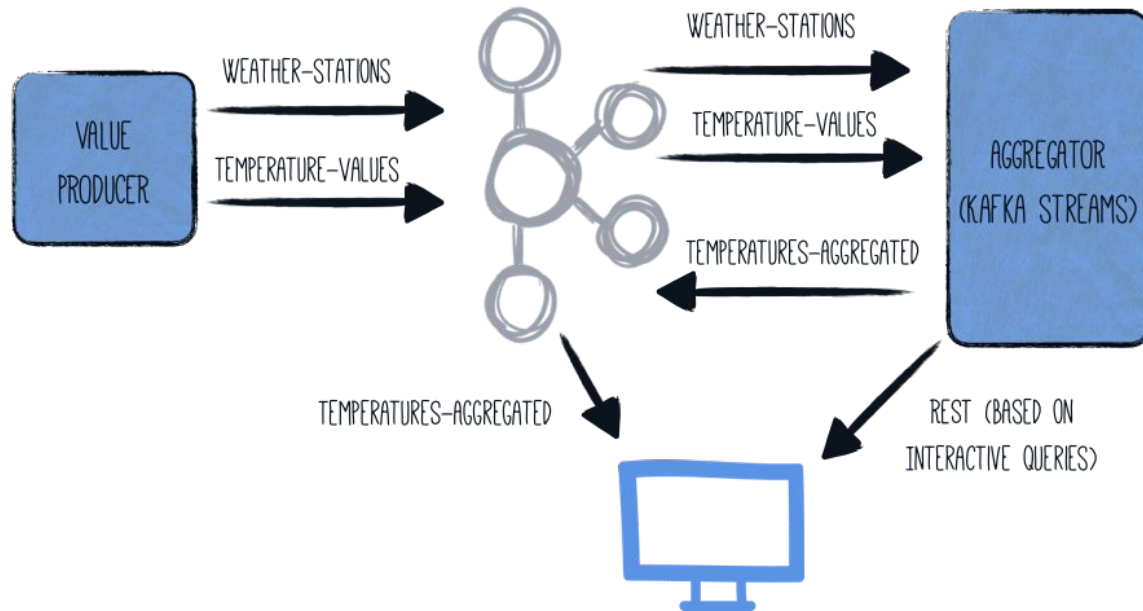 WEATHER-STATIONS
TEMPERATURE-VALUES
VALUE
PRODUCER
WEATHER-STATIONS
TEMPERATURE-VALUES
TEMPERATURES-AGGREGATED
AGGREGATOR
(KAFKA STREAMS)
TEMPERATURES-AGGREGATED
REST (BASED ON
INTERACTIVE QUERIES)